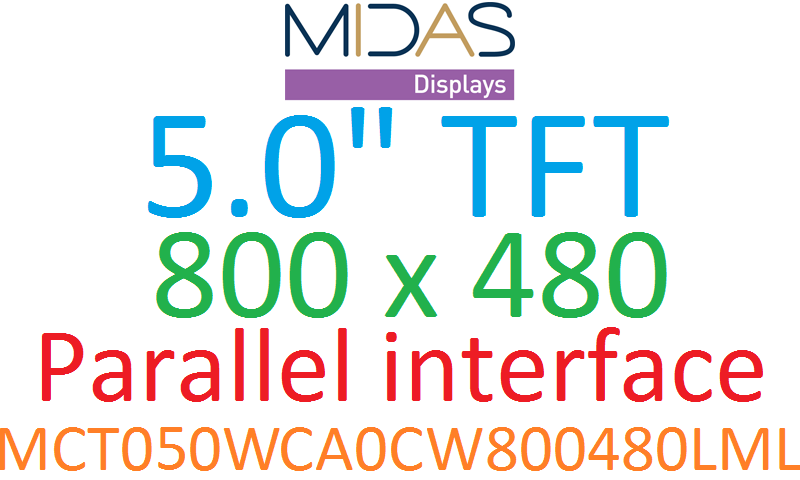 MIDAS
Displays
5.0" TFT
800 x 480
Parallel interface
MCT050WCA0CW800480LML